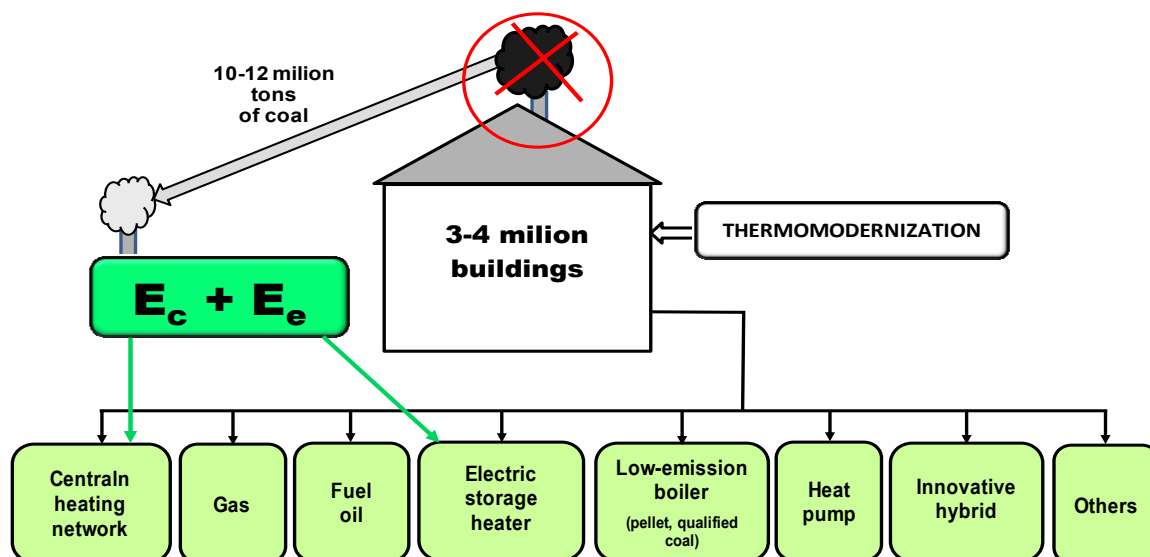 10-12 milion
tons
of coal
3-4 milion
buildings
THERMOMODERNIZATION
Ec + Ee
Centraln
heating
network
Gas
Fuel
oil
Electric
storage
heater
Low-emission
boiler
(pellet, qualified
coal)
Heat
pump
Innovative
hybrid
Others